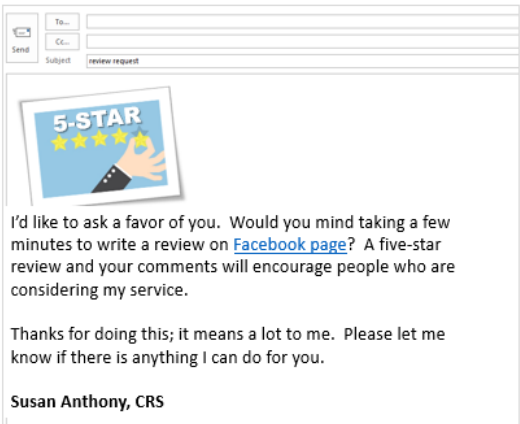 To...
Cc...
Send
Subject review request
5-STAR
I'd like to ask a favor of you. Would you mind taking a few
minutes to write a review on Facebook page? A five-star
review and your comments will encourage people who are
considering my service.
Thanks for doing this; it means a lot to me. Please let me
know if there is anything I can do for you.
Susan Anthony, CRS